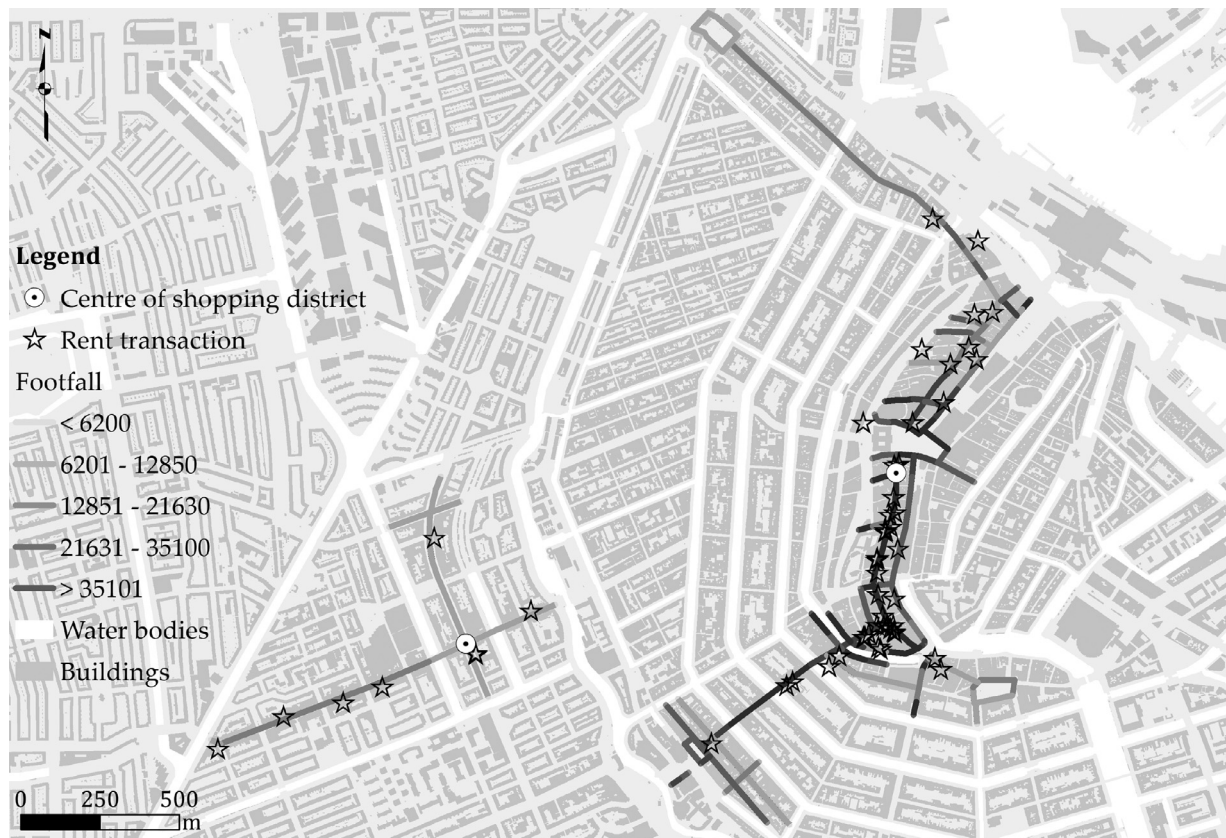 N
Legend
Centre of shopping district
Rent transaction
Footfall
< 6200
6201 - 12850
12851 - 21630
21631 - 35100
> 35101
Water bodies
Buildings
0 250 500
m